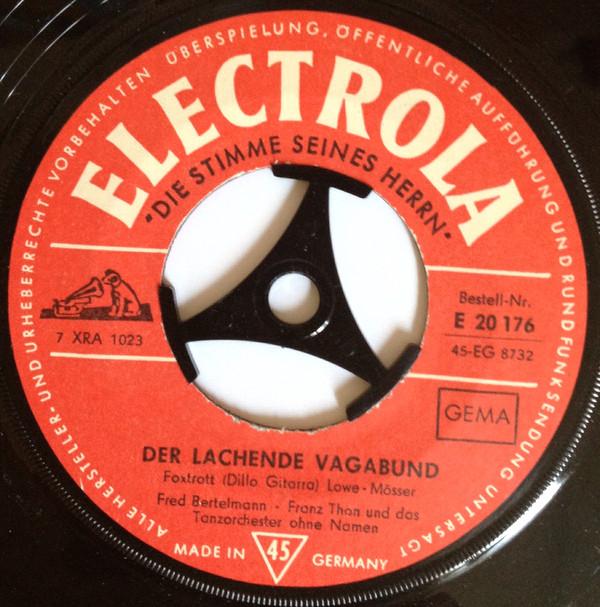 ALLE HERSTELLER- UND URHEBERRECHTE VORBEHALTEN ÜBERSPIELUNG, ÖFFENTLICHE AUFFÜHRUNG UND RUNDFUNKSENDUNG UNTERSAGT
ELECTROLA
"DIE STIMME SEINES HERRN"
7 XRA 1023
Bestell-Nr.
E 20 176
45-EG 8732
GEMA
DER LACHENDE VAGABUND
Foxtrott (Dillo Gitarra) Lowe - Mösser
Fred Bertelmann - Franz Thon und das
Tanzorchester ohne Namen
MADE IN 45 GERMANY